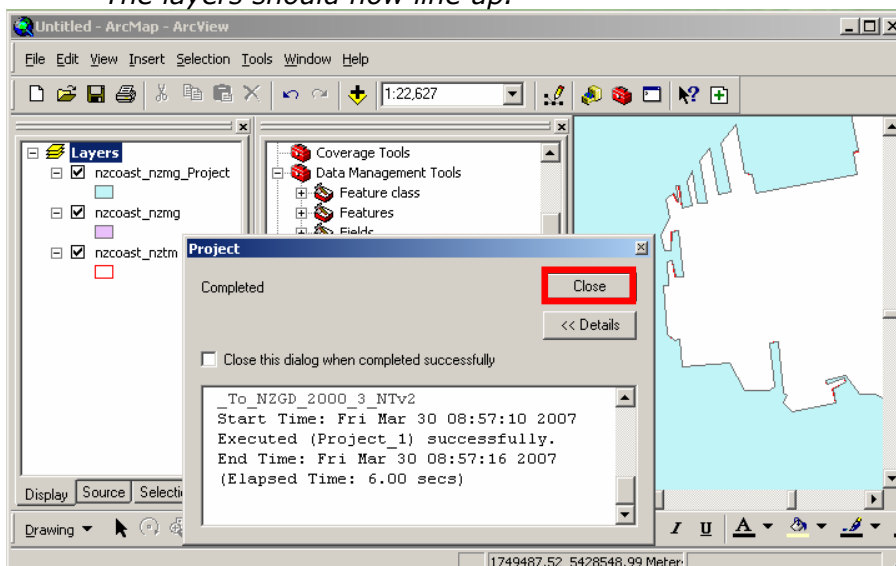 The layers should now line up.
Untitled - ArcMap - ArcView
File Edit View Insert Selection Tools Window Help
1:22,627
Layers
nzcoast_nzmg_Project
nzcoast_nzmg
nzcoast_nztm
Coverage Tools
Data Management Tools
Feature class
Features
Fields
Project
Completed
Close
<< Details
Close this dialog when completed successfully
_To_NZGD_2000_3_NTv2
Start Time: Fri Mar 30 08:57:10 2007
Executed (Project_1) successfully.
End Time: Fri Mar 30 08:57:16 2007
(Elapsed Time: 6.00 secs)
Display Source Selecti
Drawing I U A
1749487.52 5428548.99 Meter